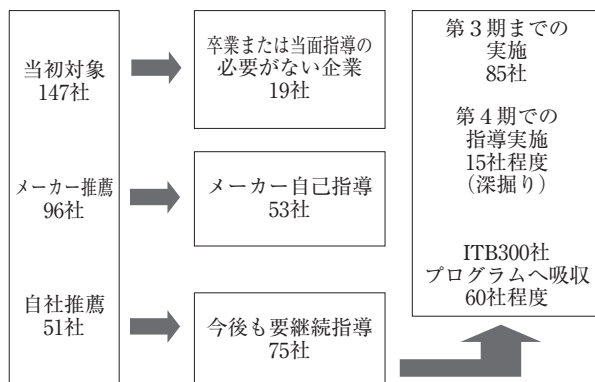 当初対象
147社
メーカー推薦
96社
自社推薦
51社
卒業または当面指導の
必要がない企業
19社
メーカー自己指導
53社
今後も要継続指導
75社
第3期までの
実施
85社
第4期での
指導実施
15社程度
（深掘り）
ITB300社
プログラムへ吸収
60社程度